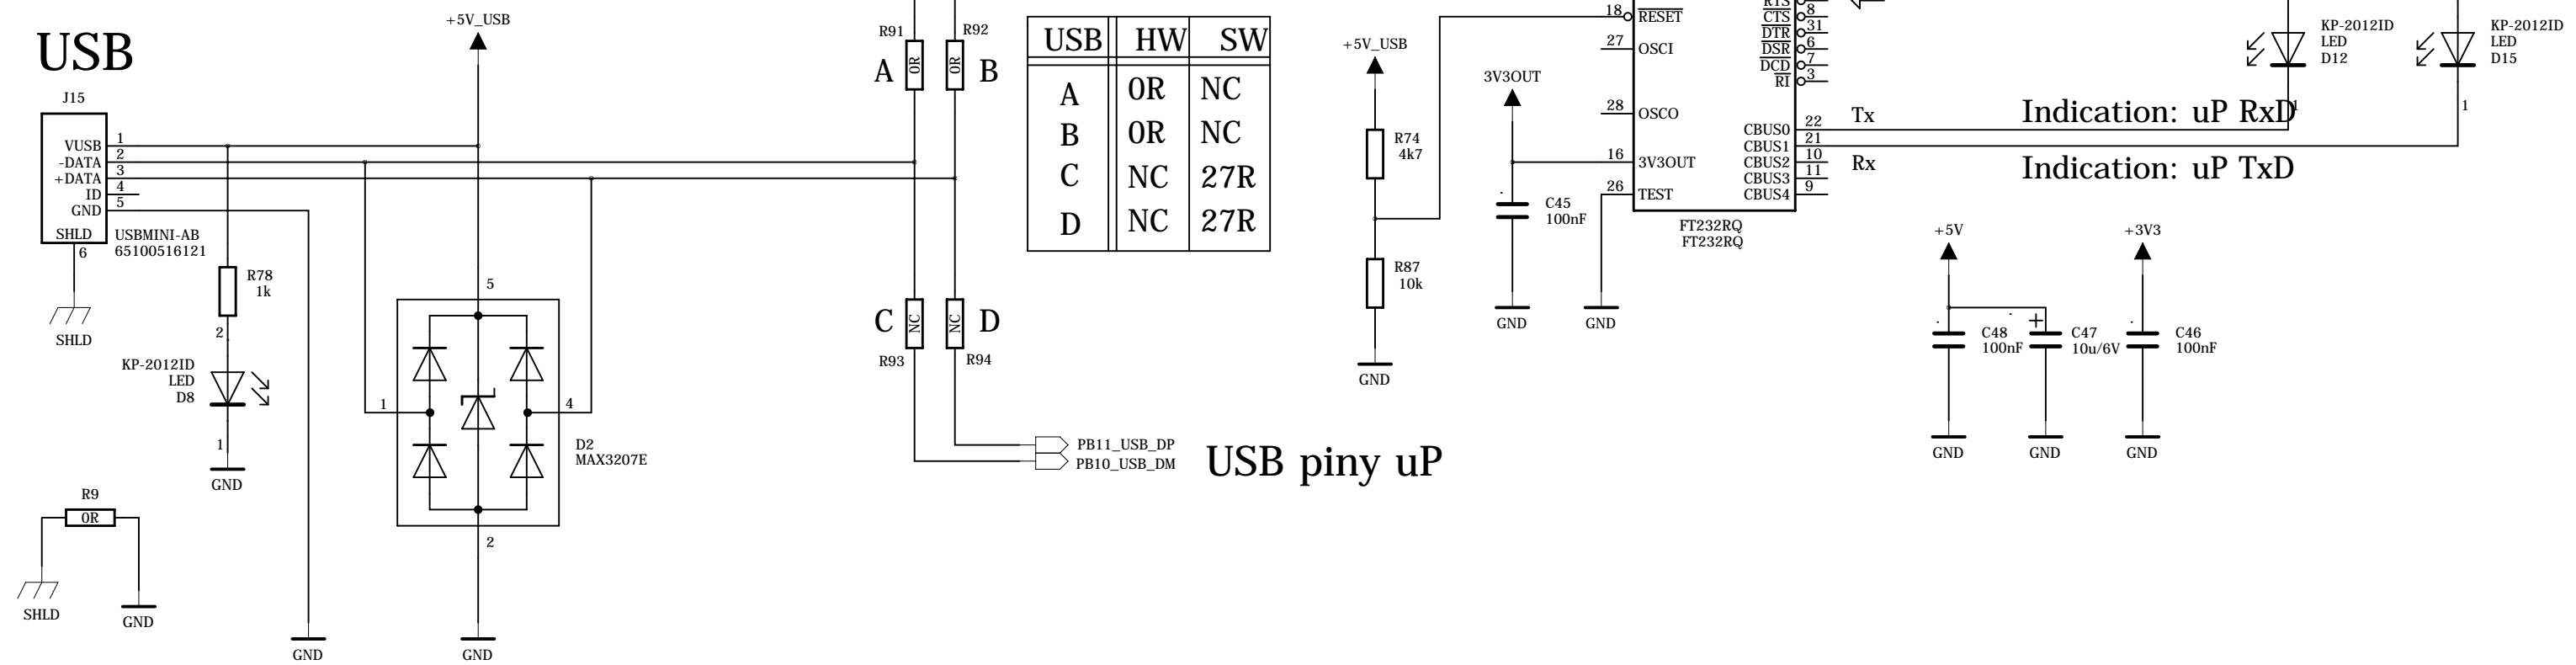 USB
J15
VUSB 1
-DATA 2
+DATA 3
ID 4
GND 5
SHLD
6
USBMINI-AB
65100516121
SHLD
R78
1k
2
KP-2012ID
LED
D8
1
GND
R9
0R
SHLD
GND
GND
+5V_USB
5
1
4
2
D2
MAX3207E
GND
R91
0R
A
R92
0R
B
C
NC
R93
NC
D
R94
PB11_USB_DP
PB10_USB_DM
USB piny uP
USB HW SW
A 0R NC
B 0R NC
C NC 27R
D NC 27R
+5V_USB
R74
4k7
R87
10k
GND
3V3OUT
C45
100nF
GND
GND
18 RESET
27 OSCI
28 OSCO
16 3V3OUT
26 TEST
RTS
CTS 8
DTR 31
DSR 6
DCD 7
RI 3
CBUS0 22
CBUS1 21
CBUS2 10
CBUS3 11
CBUS4 9
FT232RQ
FT232RQ
Tx
Rx
Indication: uP RxD
Indication: uP TxD
KP-2012ID
LED
D12
1
KP-2012ID
LED
D15
1
+5V
C48
100nF
GND
+
C47
10u/6V
GND
+3V3
C46
100nF
GND